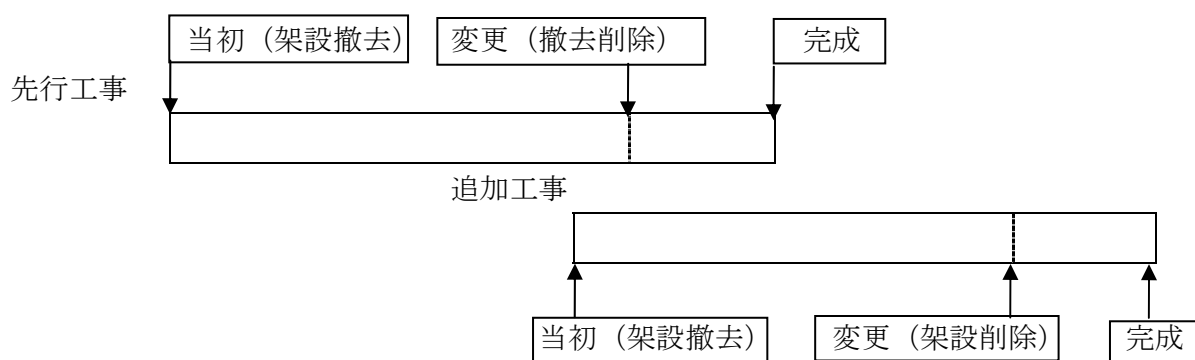 当初（架設撤去）
変更（撤去削除）
完成
先行工事
追加工事
当初（架設撤去）
変更（架設削除）
完成